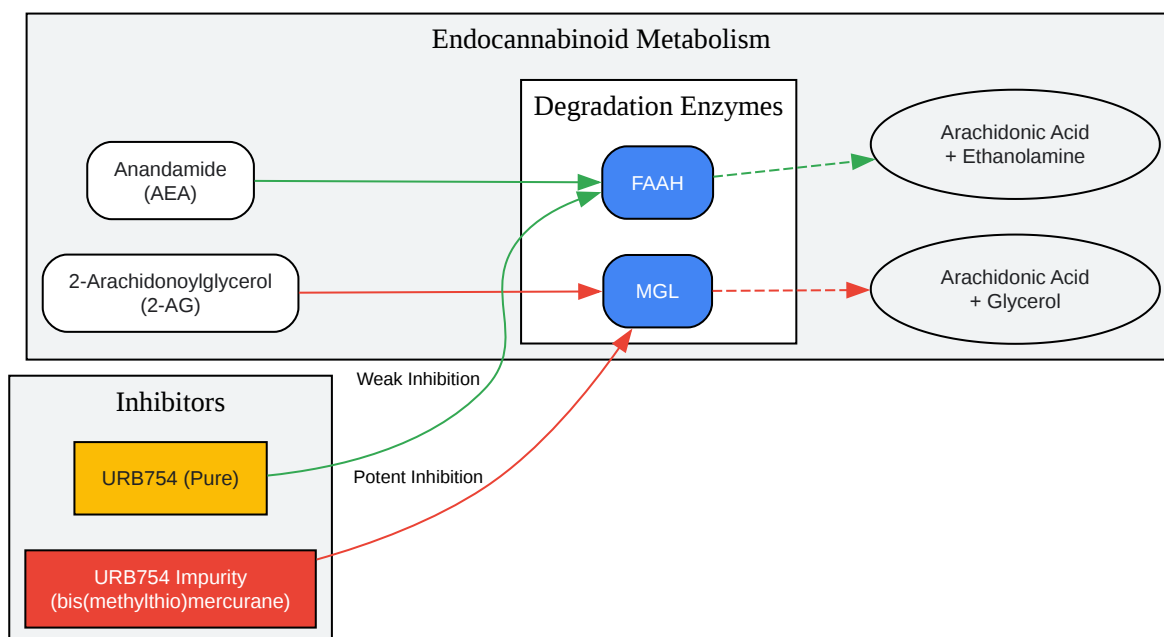 Endocannabinoid Metabolism
Degradation Enzymes
Anandamide
(AEA)
FAAH
Arachidonic Acid
+ Ethanolamine
2-Arachidonoylglycerol
(2-AG)
MGL
Arachidonic Acid
+ Glycerol
Weak Inhibition
Inhibitors
URB754 (Pure)
Potent Inhibition
URB754 Impurity
(bis(methylthio)mercurane)